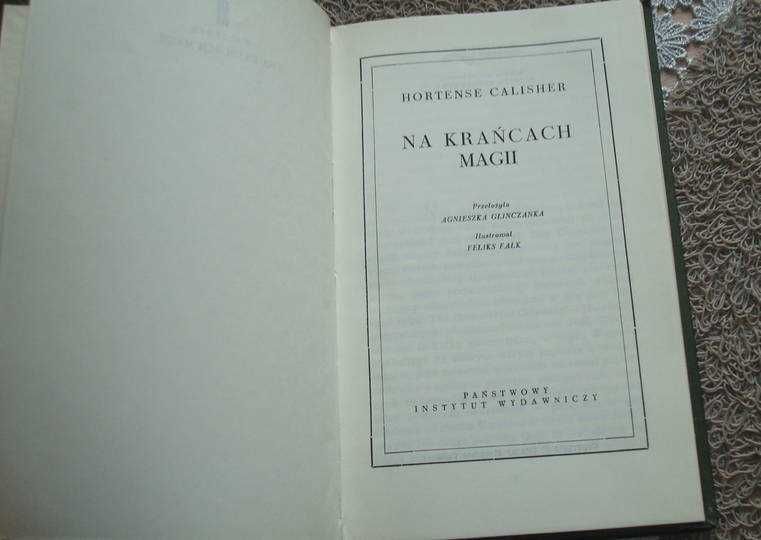 HORTENSE CALISHER
NA KRAŃCACH
MAGII
Przełożyła
AGNIESZKA GLINCZANKA
Ilustrował
FELIKS FALK
PAŃSTWOWY
INSTYTUT WYDAWNICZY